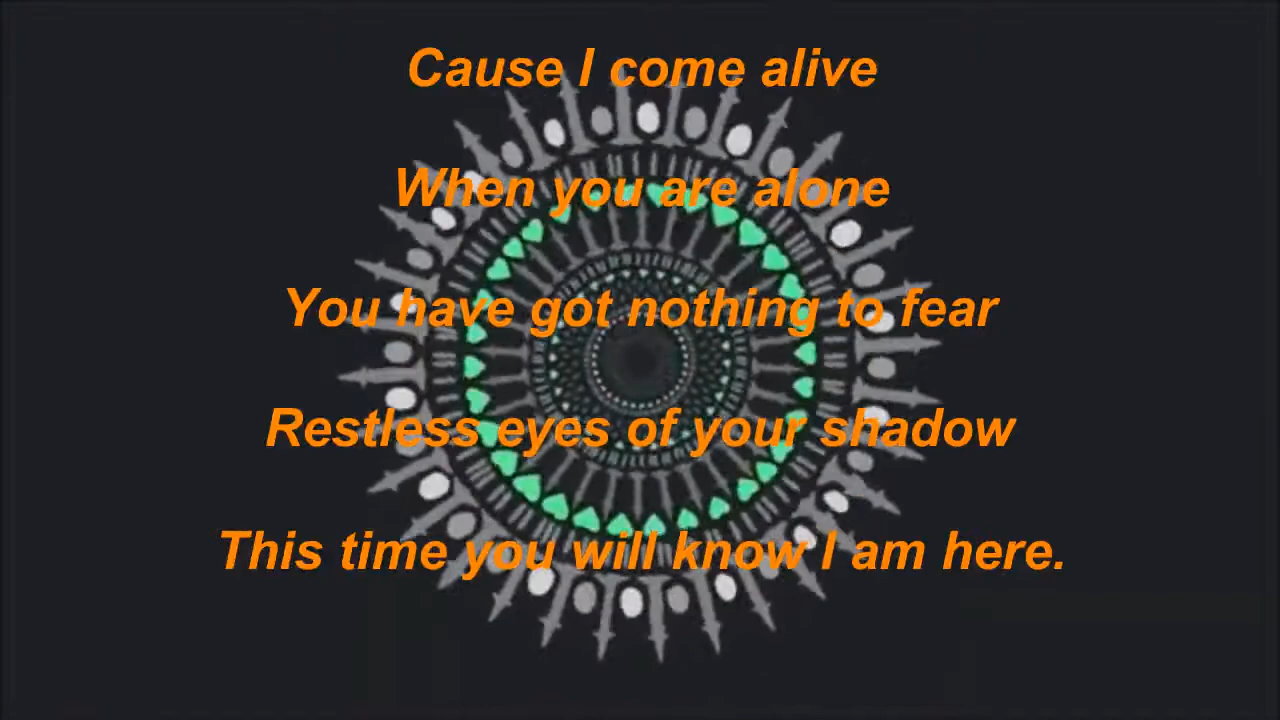 Cause I come alive
When you are alone
You have got nothing to fear
Restless eyes of your shadow
This time you will know I am here.